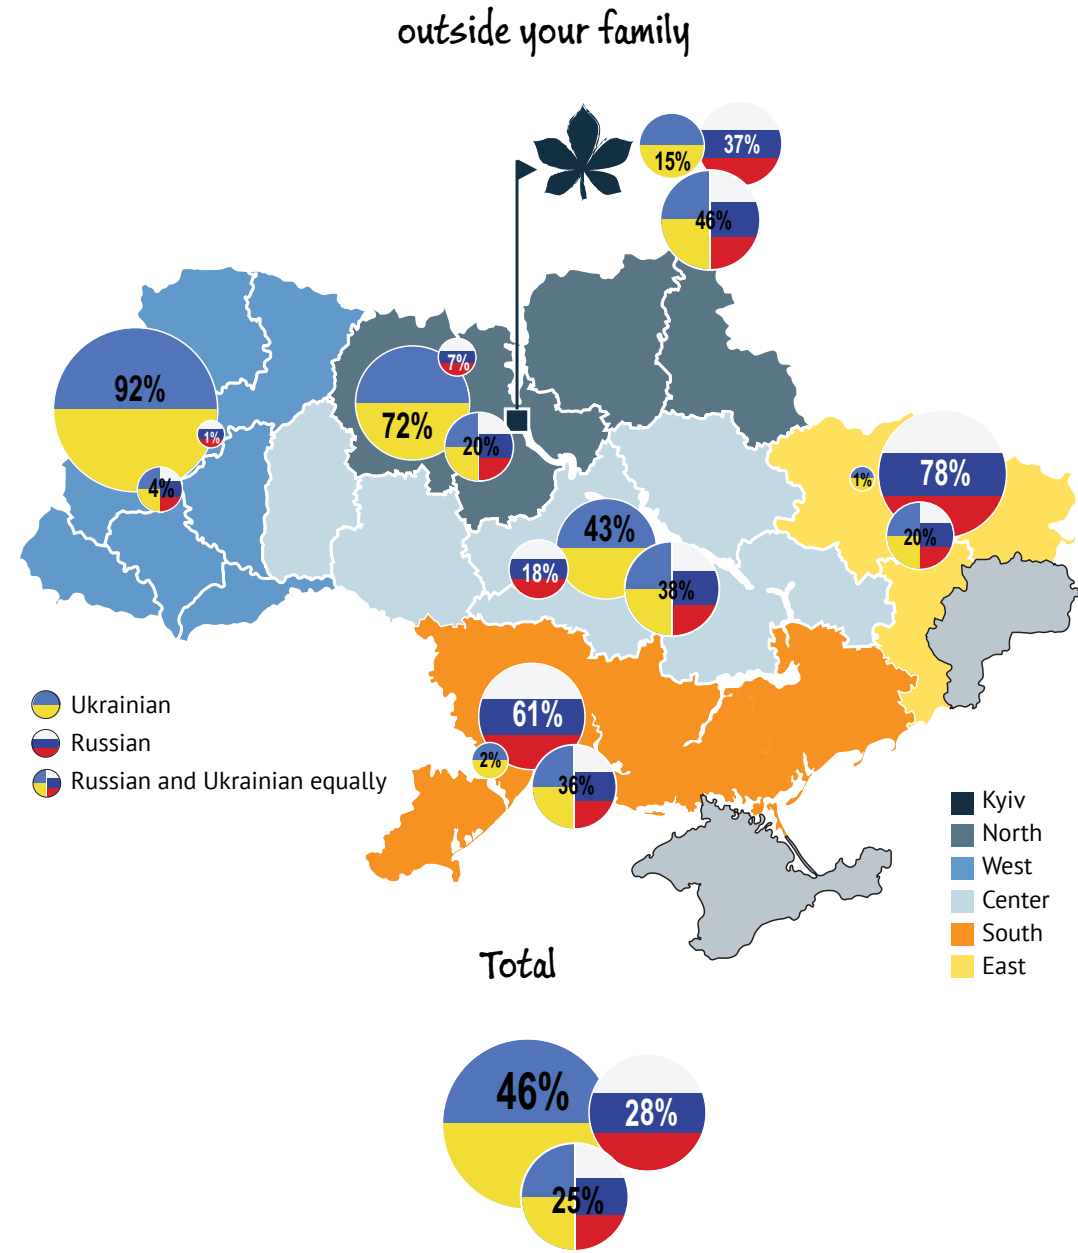 outside your family
15%
37%
46%
92%
1%
4%
7%
72%
20%
1%
78%
20%
43%
18%
38%
61%
2%
36%
Ukrainian
Russian
Russian and Ukrainian equally
Kyiv
North
West
Center
South
East
Total
46%
28%
25%